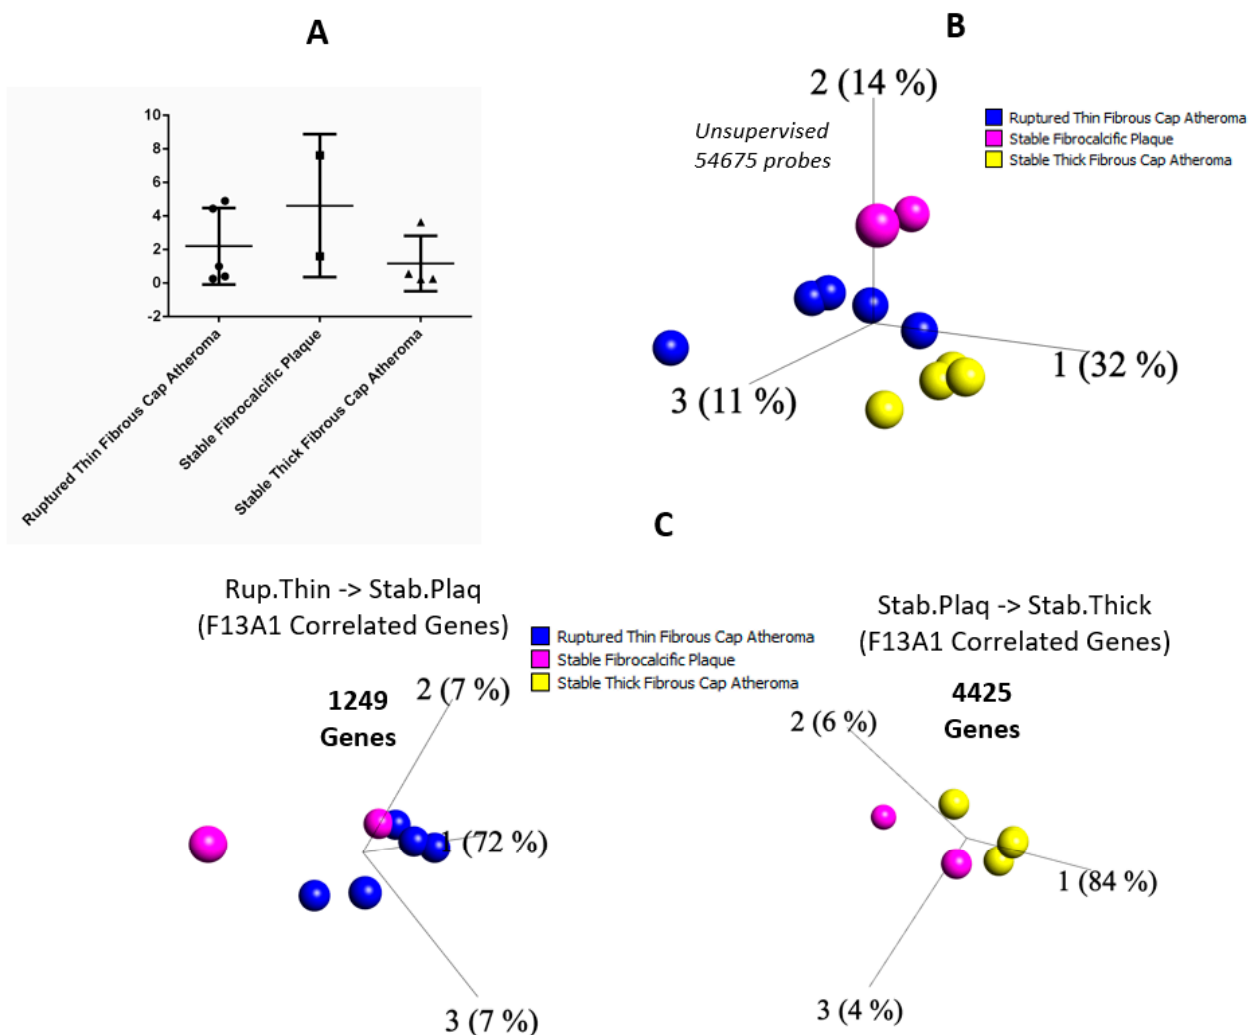 A
10
8
6
4
2
0
-2
Ruptured Thin Fibrous Cap Atheroma
Stable Fibrocalcific Plaque
Stable Thick Fibrous Cap Atheroma
B
2 (14 %)
Unsupervised
54675 probes
Ruptured Thin Fibrous Cap Atheroma
Stable Fibrocalcific Plaque
Stable Thick Fibrous Cap Atheroma
1 (32 %)
3 (11 %)
C
Rup.Thin -> Stab.Plaq
(F13A1 Correlated Genes)
1249
Genes
2 (7 %)
1 (72 %)
3 (7 %)
Ruptured Thin Fibrous Cap Atheroma
Stable Fibrocalcific Plaque
Stable Thick Fibrous Cap Atheroma
Stab.Plaq -> Stab.Thick
(F13A1 Correlated Genes)
4425
Genes
2 (6 %)
1 (84 %)
3 (4 %)